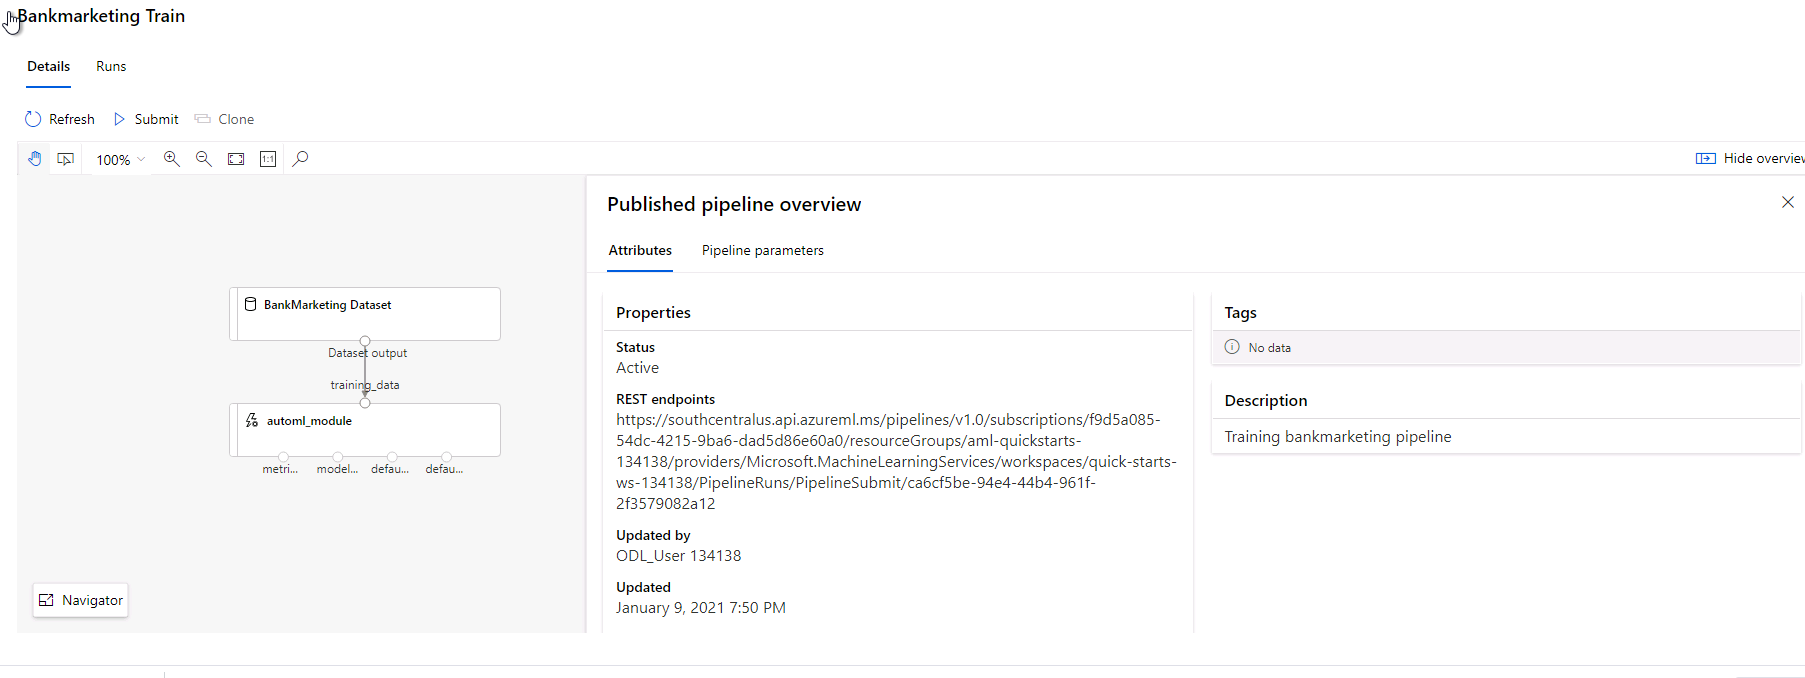 Bankmarketing Train
Details Runs
Refresh Submit Clone
100% 1:1 Hide overview
Published pipeline overview
Attributes Pipeline parameters
BankMarketing Dataset
Dataset output
training_data
automl_module
metri... model... defau... defau...
Navigator
Properties
Status
Active
REST endpoints
https://southcentralus.api.azureml.ms/pipelines/v1.0/subscriptions/f9d5a085-
54dc-4215-9ba6-dad5d86e60a0/resourceGroups/aml-quickstarts-
134138/providers/Microsoft.MachineLearningServices/workspaces/quick-starts-
ws-134138/PipelineRuns/PipelineSubmit/ca6cf5be-94e4-44b4-961f-
2f3579082a12
Updated by
ODL_User 134138
Updated
January 9, 2021 7:50 PM
Tags
No data
Description
Training bankmarketing pipeline